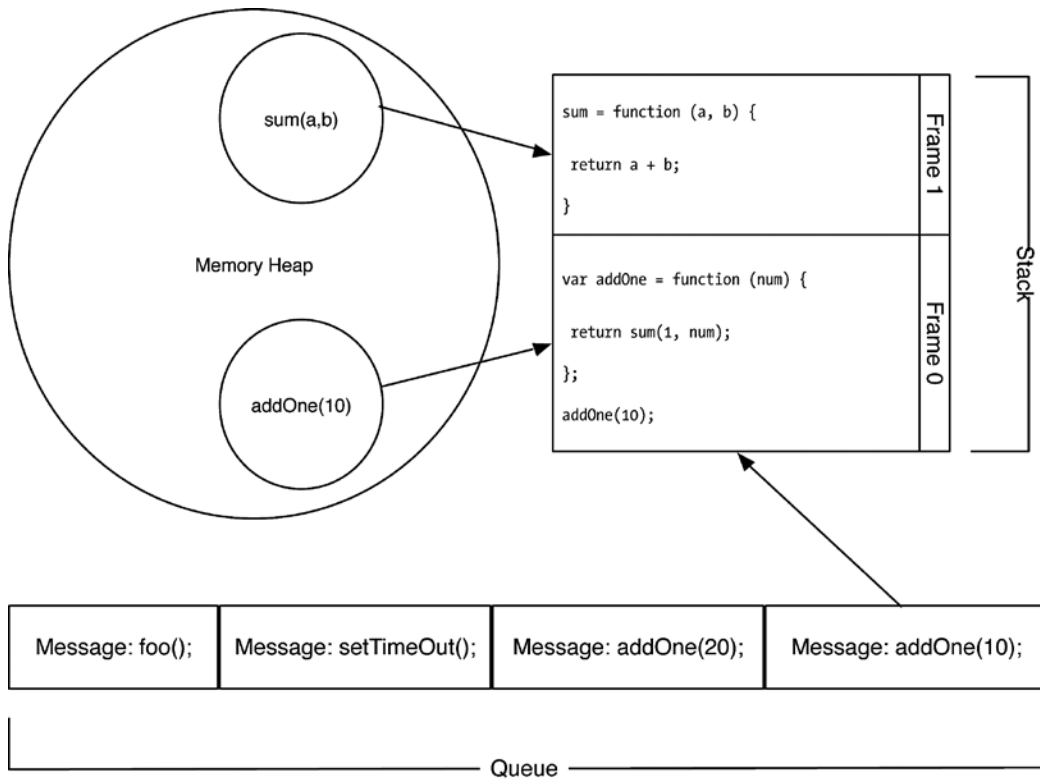 sum(a,b)
Memory Heap
addOne(10)
sum = function (a, b) {
return a + b;
}
Frame 1
var addOne = function (num) {
return sum(1, num);
};
addOne(10);
Frame 0
Stack
Message: foo();
Message: setTimeOut();
Message: addOne(20);
Message: addOne(10);
Queue